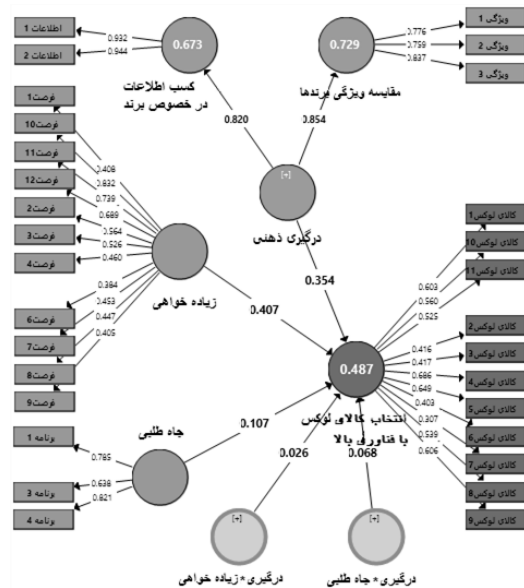 اطلاعات 1
اطلاعات 2
0.932
0.944
0.673
کسب اطلاعات
در خصوص برند
0.729
مقایسه ویژگی برندها
0.776
0.759
0.837
ویژگی 1
ویژگی 2
ویژگی 3
0.820
0.854
[+]
درگیری ذهنی
0.354
فرصت1
فرصت10
فرصت11
فرصت12
فرصت2
فرصت3
فرصت4
فرصت6
فرصت7
فرصت8
فرصت9
0.408
0.832
0.739
0.689
0.564
0.526
0.460
0.384
0.453
0.447
0.405
زیاده خواهی
0.407
کالای لوکس1
کالای لوکس10
کالای لوکس11
کالای لوکس2
کالای لوکس3
کالای لوکس4
کالای لوکس5
کالای لوکس6
کالای لوکس7
کالای لوکس8
کالای لوکس9
0.603
0.560
0.525
0.416
0.417
0.686
0.649
0.403
0.307
0.539
0.606
0.487
انتخاب کالای لوکس
با فناوری بالا
جاه طلبی
0.107
برنامه 1
برنامه 3
برنامه 4
0.785
0.638
0.821
0.026
0.068
[+]
درگیری*زیاده خواهی
[+]
درگیری*جاه طلبی